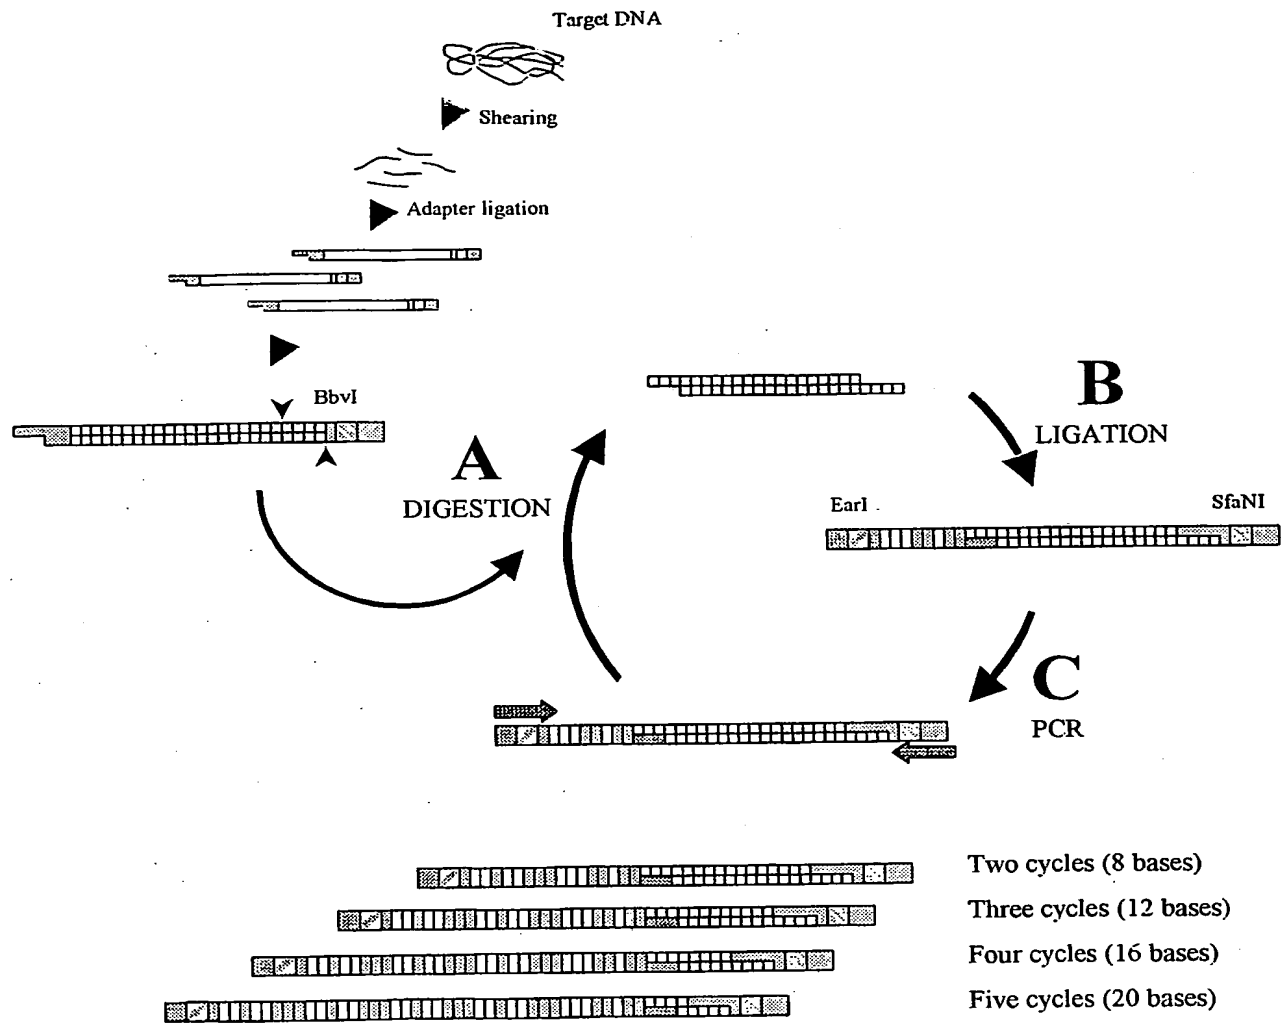 Target DNA
Shearing
Adapter ligation
BbvI
A
DIGESTION
B
LIGATION
EarI
SfaNI
C
PCR
Two cycles (8 bases)
Three cycles (12 bases)
Four cycles (16 bases)
Five cycles (20 bases)